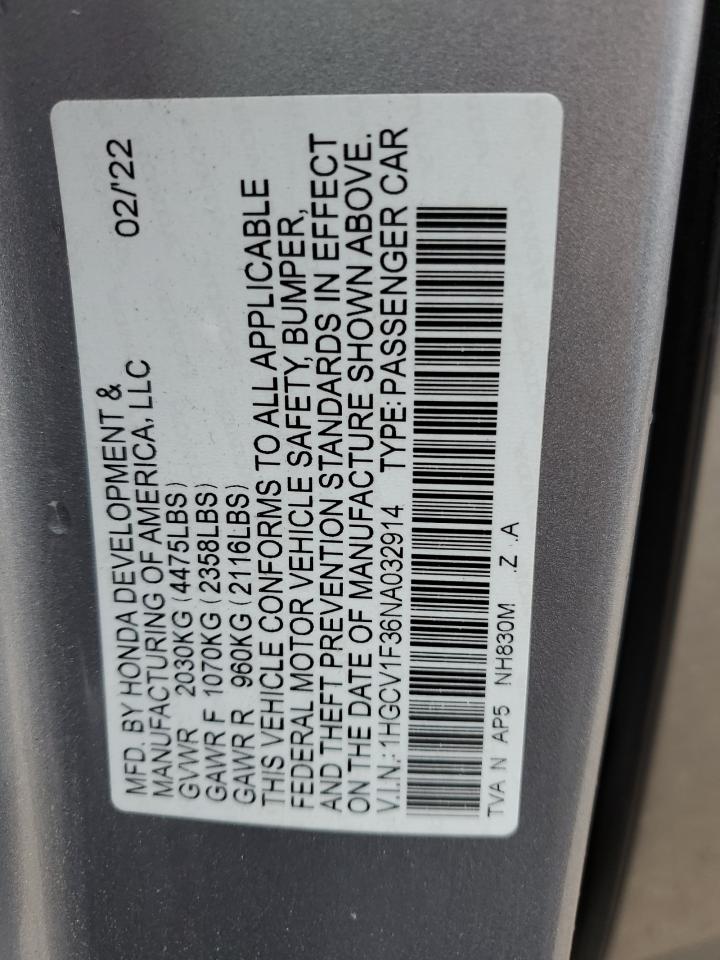 MFD. BY HONDA DEVELOPMENT & 02/'22
MANUFACTURING OF AMERICA, LLC
GVWR 2030KG (4475LBS)
GAWR F 1070KG (2358LBS)
GAWR R 960KG (2116LBS)
THIS VEHICLE CONFORMS TO ALL APPLICABLE
FEDERAL MOTOR VEHICLE SAFETY, BUMPER,
AND THEFT PREVENTION STANDARDS IN EFFECT
ON THE DATE OF MANUFACTURE SHOWN ABOVE.
V.I.N.: 1HGCV1F36NA032914 TYPE: PASSENGER CAR
TVA N AP5 NH830M .Z .A